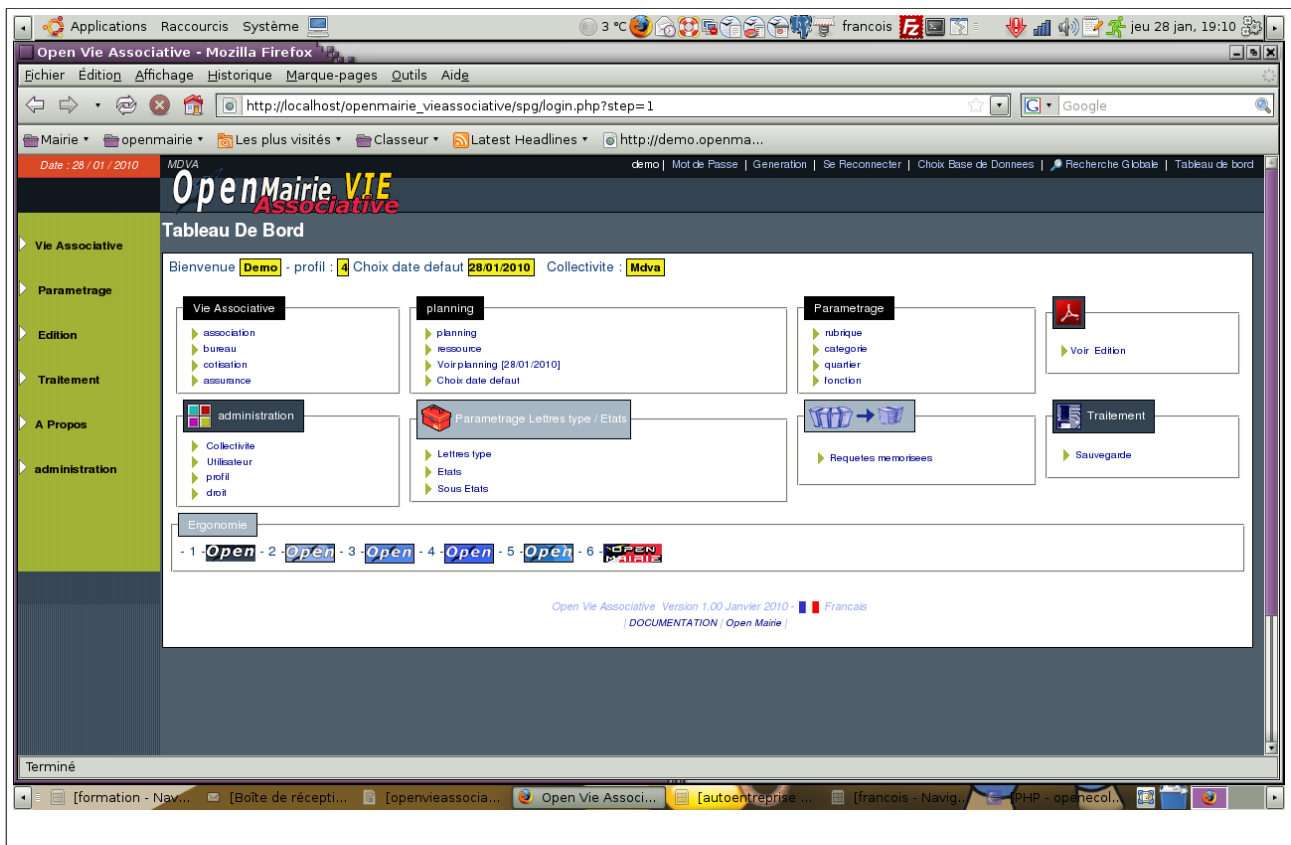 Applications Raccourcis Système 3 °C francois jeu 28 jan, 19:10
Open Vie Associative - Mozilla Firefox
Fichier Édition Affichage Historique Marque-pages Outils Aide
http://localhost/openmairie_vieassociative/spg/login.php?step=1 Google
Mairie openmairie Les plus visités Classeur Latest Headlines http://demo.openma...
Date : 28 / 01 / 2010 MDVA demo | Mot de Passe | Generation | Se Reconnecter | Choix Base de Donnees | Recherche Globale | Tableau de bord
OpenMairie VIE
Associative
Tableau De Bord
Vie Associative
Parametrage
Edition
Traitement
A Propos
administration
Bienvenue Demo - profil : 4 Choix date defaut 28/01/2010 Collectivite : Mdva
Vie Associative
association
bureau
cotisation
assurance
planning
planning
ressource
Voir planning [28/01/2010]
Choix date defaut
Parametrage
rubrique
categorie
quartier
fonction
Voir Edition
administration
Collectivite
Utilisateur
profil
droit
Parametrage Lettres type / Etats
Lettres type
Etats
Sous Etats
Requetes memorisees
Traitement
Sauvegarde
Ergonomie
- 1 -Open - 2 -Open - 3 -Open - 4 -Open - 5 -Open - 6 -OPEN MAIRIE
Open Vie Associative Version 1.00 Janvier 2010 - Francais
| DOCUMENTATION | Open Mairie |
Terminé
[formation - Nav... [Boîte de récepti... [openvieassocia... Open Vie Associ... [autoentreprise ... [francois - Navig... [PHP - openecol...